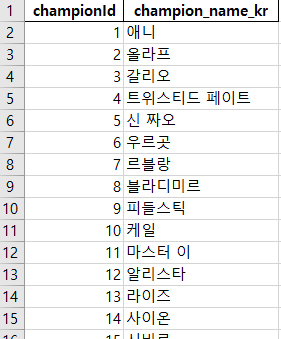 1 championId champion_name_kr
2 1 애니
3 2 올라프
4 3 갈리오
5 4 트위스티드 페이트
6 5 신 짜오
7 6 우르곳
8 7 르블랑
9 8 블라디미르
10 9 피들스틱
11 10 케일
12 11 마스터 이
13 12 알리스타
14 13 라이즈
15 14 사이온